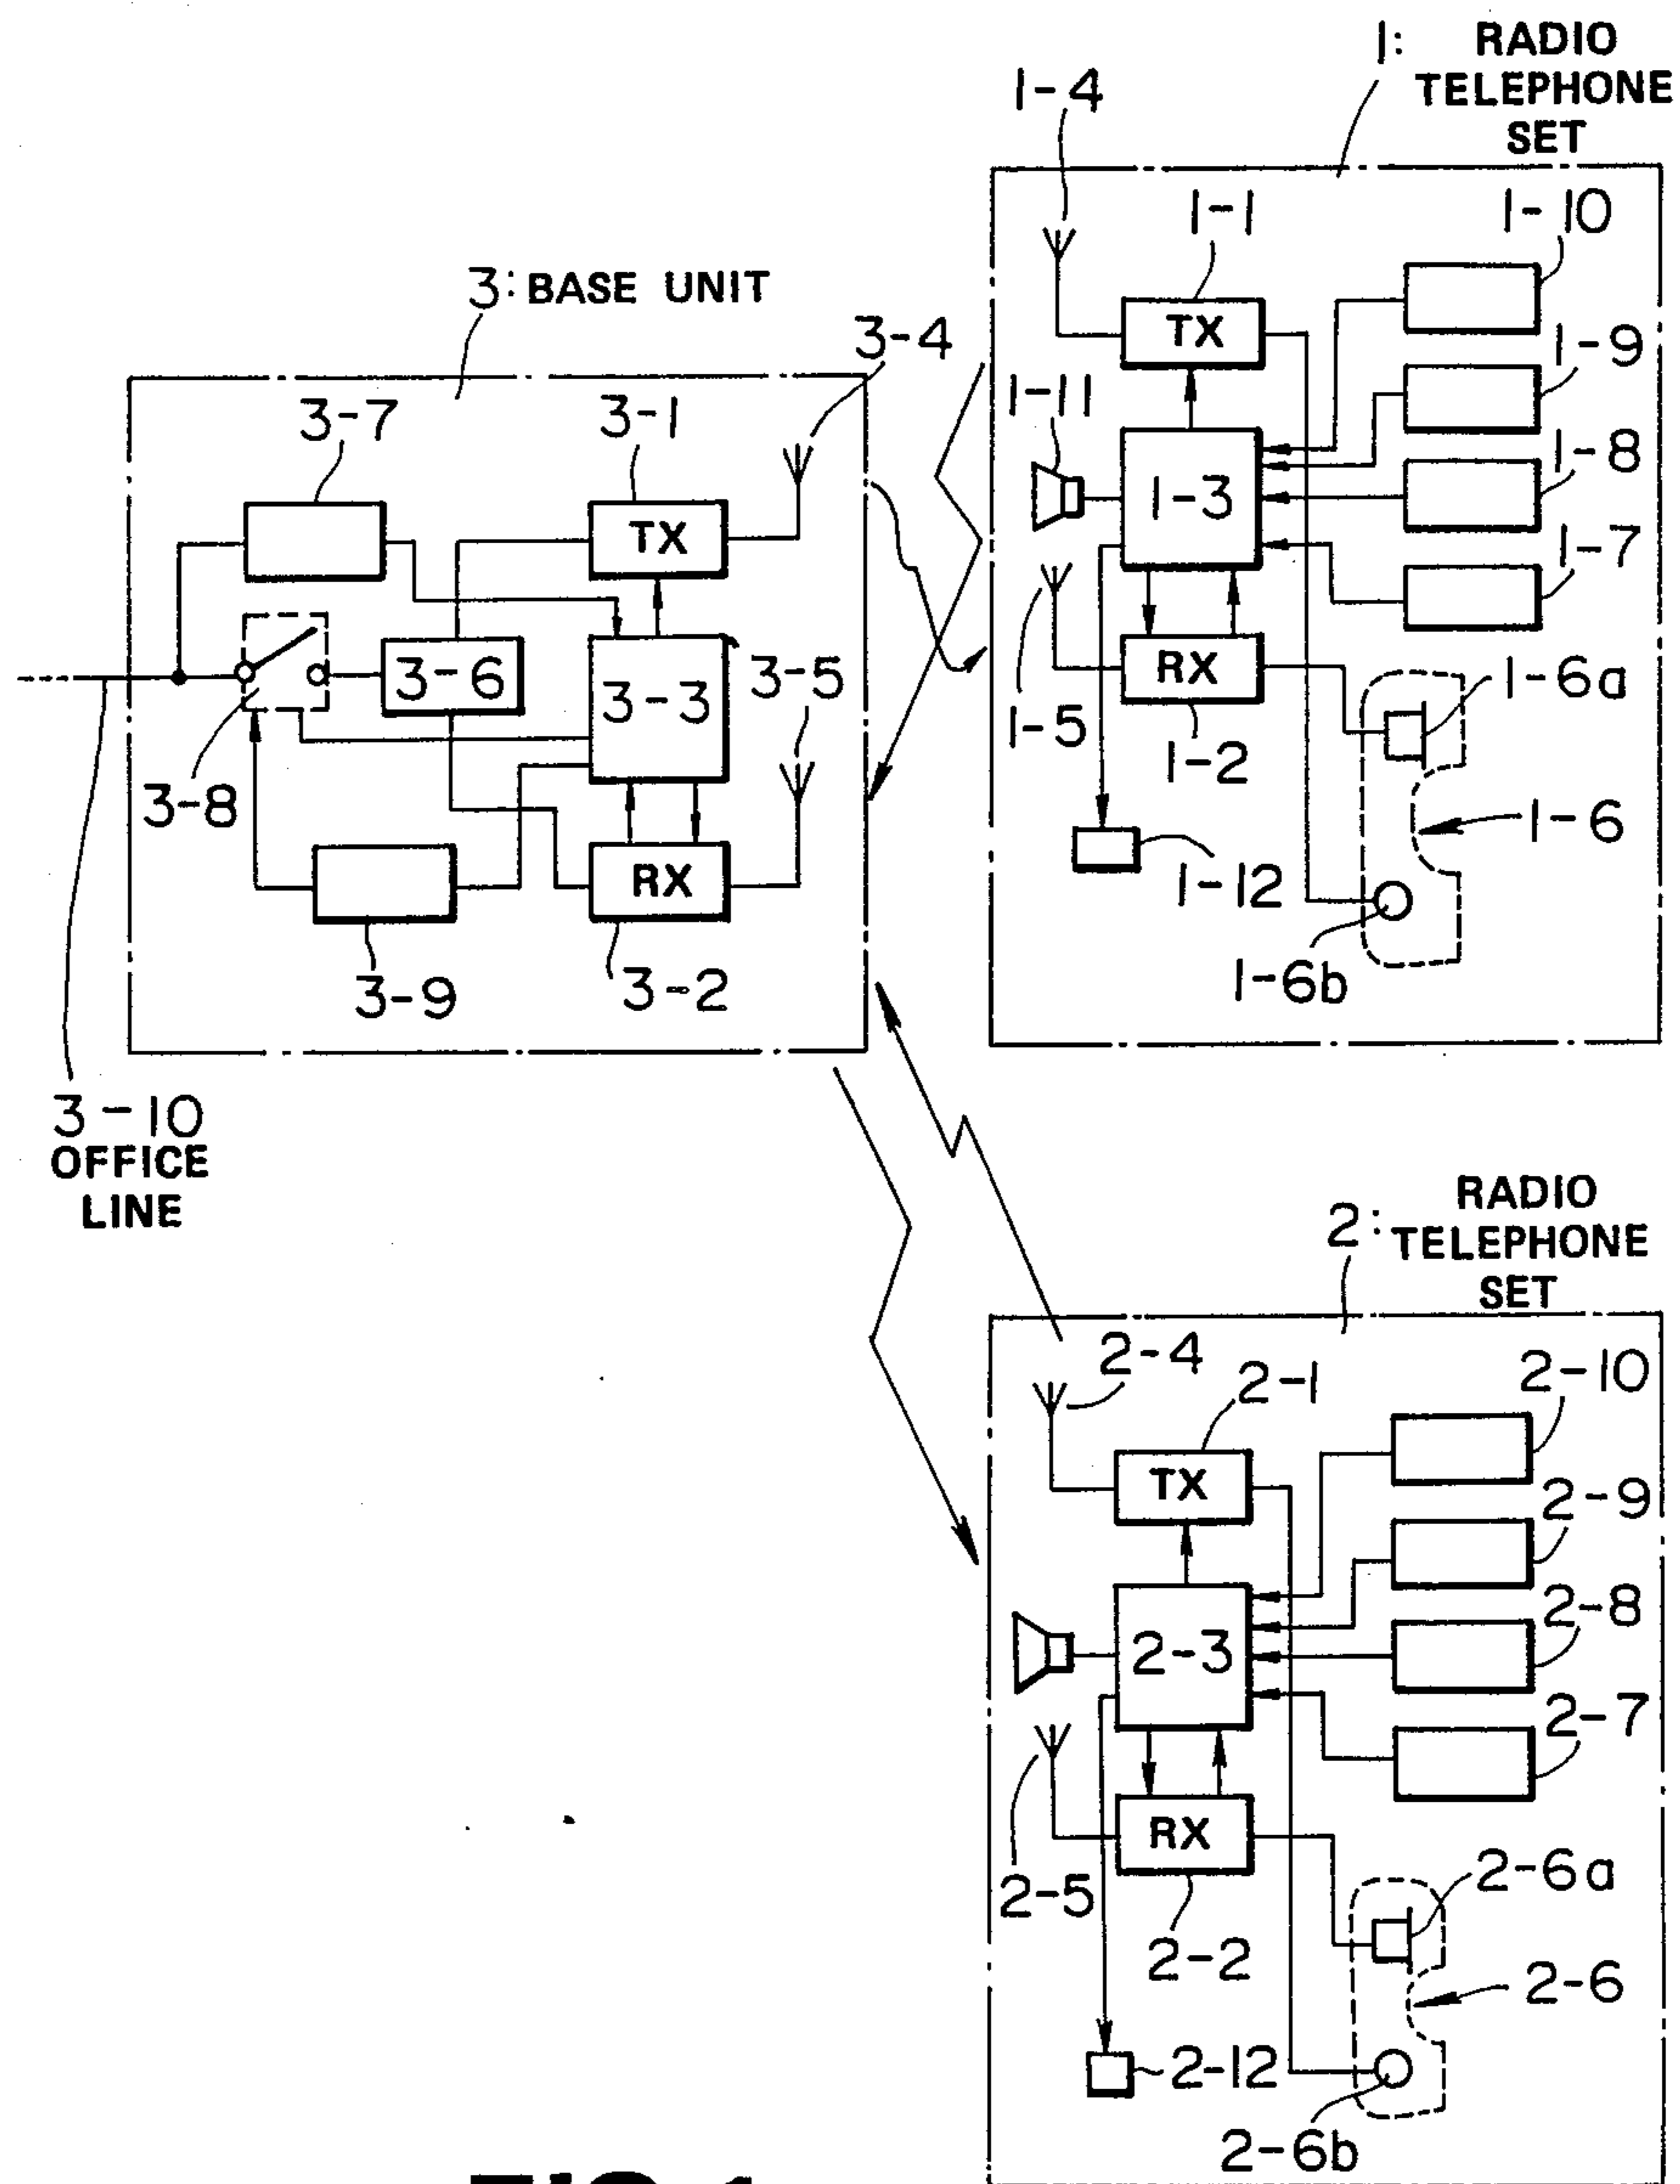 1: RADIO
TELEPHONE
SET
1-4
1-1
1-10
3: BASE UNIT
3-4
1-9
3-7
3-1
1-11
1-8
TX
TX
1-3
1-7
3-6
3-3
3-5
RX
1-6a
1-5
1-2
3-8
1-6
RX
1-12
3-9
3-2
1-6b
3-10
OFFICE
LINE
2: RADIO
TELEPHONE
SET
2-4
2-1
2-10
TX
2-9
2-8
2-3
2-7
RX
2-5
2-6a
2-2
2-6
2-12
2-6b